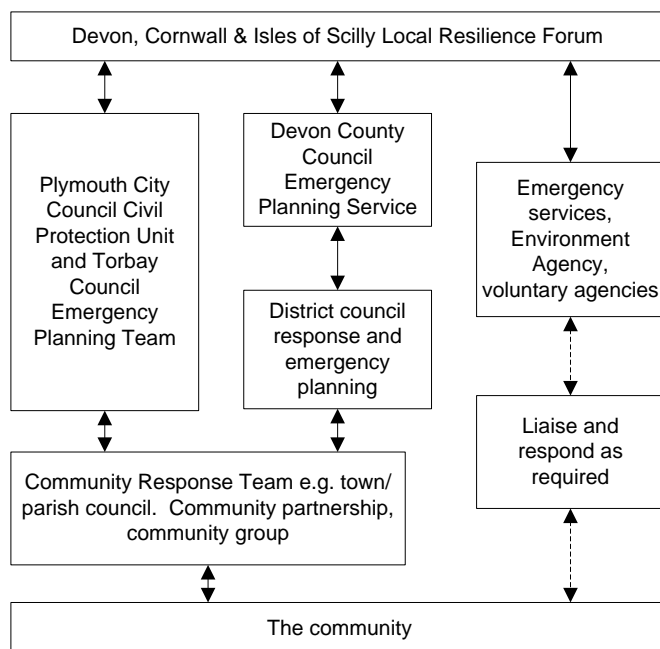 Devon, Cornwall & Isles of Scilly Local Resilience Forum
Plymouth City
Council Civil
Protection Unit
and Torbay
Council
Emergency
Planning Team
Devon County
Council
Emergency
Planning Service
Emergency
services,
Environment
Agency,
voluntary agencies
District council
response and
emergency
planning
Liaise and
respond as
required
Community Response Team e.g. town/
parish council.  Community partnership,
community group
The community